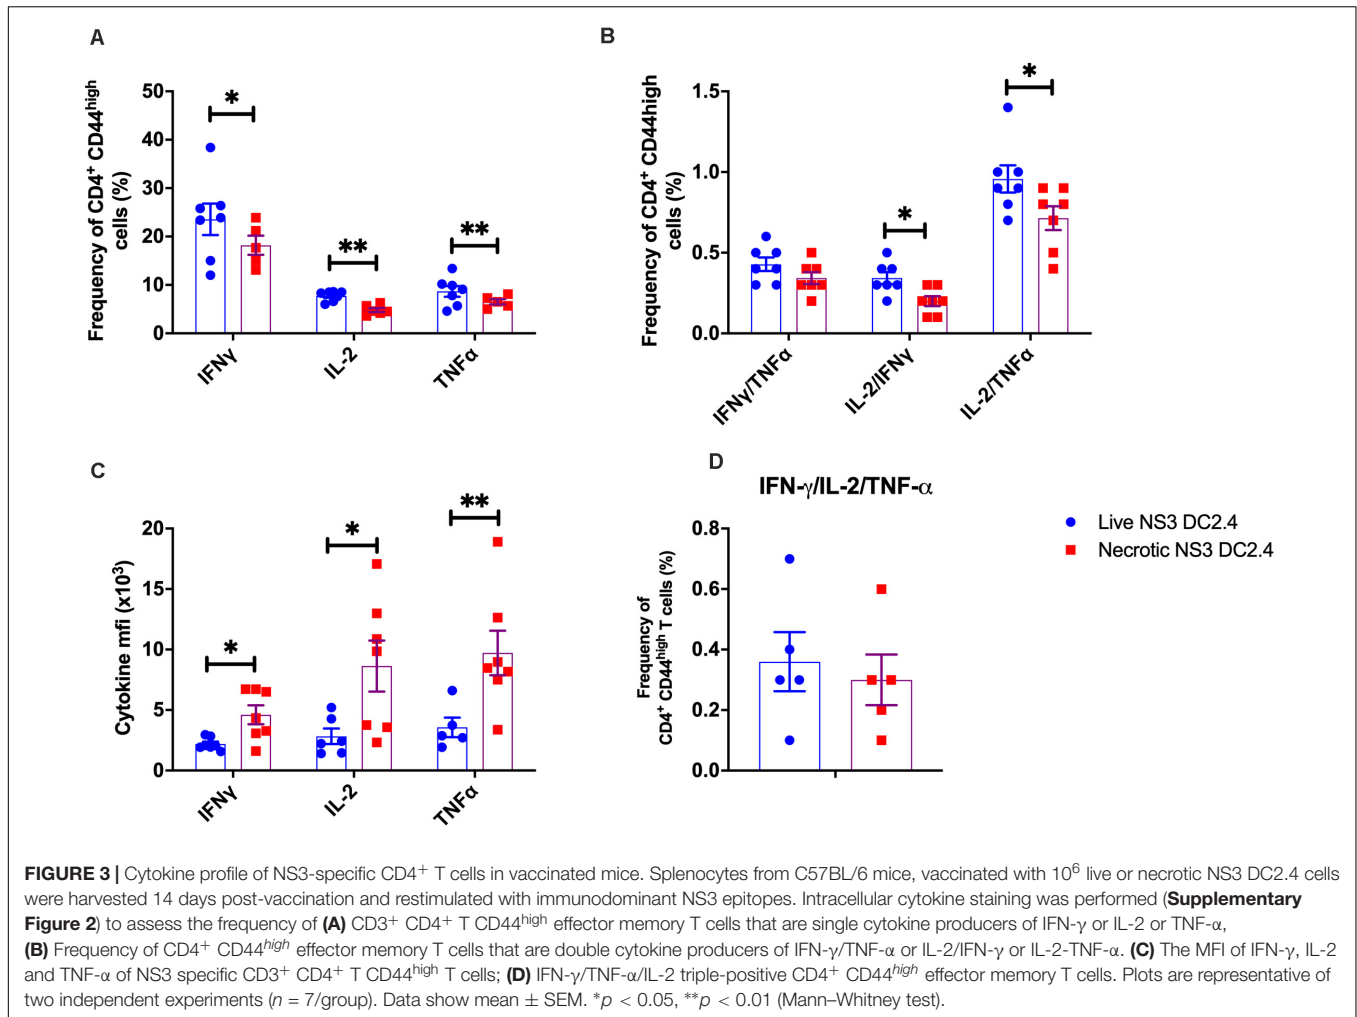 A
Frequency of CD4+ CD44high
cells (%)
50
40
30
20
10
0
*
**
**
IFNγ
IL-2
TNFα
B
Frequency of CD4+ CD44high
cells (%)
1.5
1.0
0.5
0.0
*
*
IFNγ/TNFα
IL-2/IFNγ
IL-2/TNFα
C
Cytokine mfi (x10³)
20
15
10
5
0
*
*
**
IFNγ
IL-2
TNFα
D
IFN-γ/IL-2/TNF-α
Frequency of
CD4+ CD44high T cells (%)
0.8
0.6
0.4
0.2
0.0
Live NS3 DC2.4
Necrotic NS3 DC2.4
FIGURE 3 | Cytokine profile of NS3-specific CD4+ T cells in vaccinated mice. Splenocytes from C57BL/6 mice, vaccinated with 10⁶ live or necrotic NS3 DC2.4 cells
were harvested 14 days post-vaccination and restimulated with immunodominant NS3 epitopes. Intracellular cytokine staining was performed (Supplementary
Figure 2) to assess the frequency of (A) CD3+ CD4+ T CD44high effector memory T cells that are single cytokine producers of IFN-γ or IL-2 or TNF-α,
(B) Frequency of CD4+ CD44high effector memory T cells that are double cytokine producers of IFN-γ/TNF-α or IL-2/IFN-γ or IL-2-TNF-α. (C) The MFI of IFN-γ, IL-2
and TNF-α of NS3 specific CD3+ CD4+ T CD44high T cells; (D) IFN-γ/TNF-α/IL-2 triple-positive CD4+ CD44high effector memory T cells. Plots are representative of
two independent experiments (n = 7/group). Data show mean ± SEM. *p < 0.05, **p < 0.01 (Mann–Whitney test).